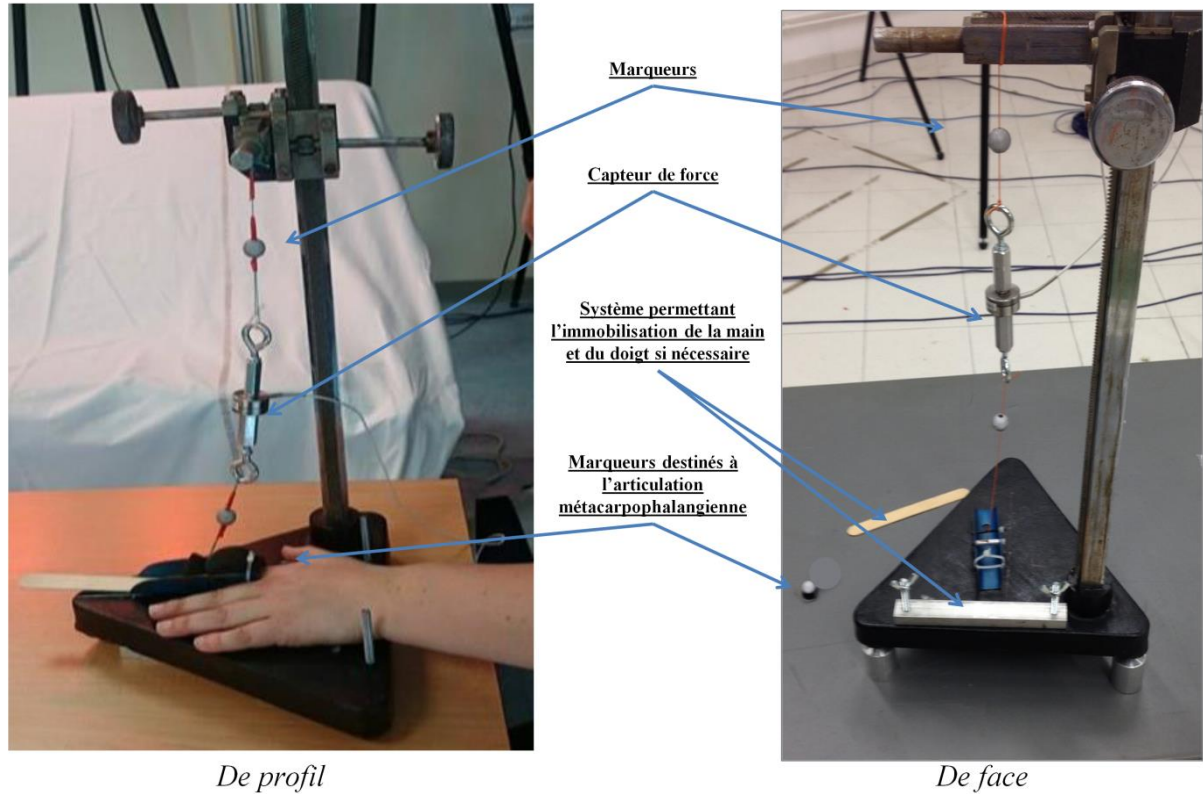 Marqueurs
Capteur de force
Système permettant
l'immobilisation de la main
et du doigt si nécessaire
Marqueurs destinés à
l'articulation
métacarpophalangienne
De profil
De face